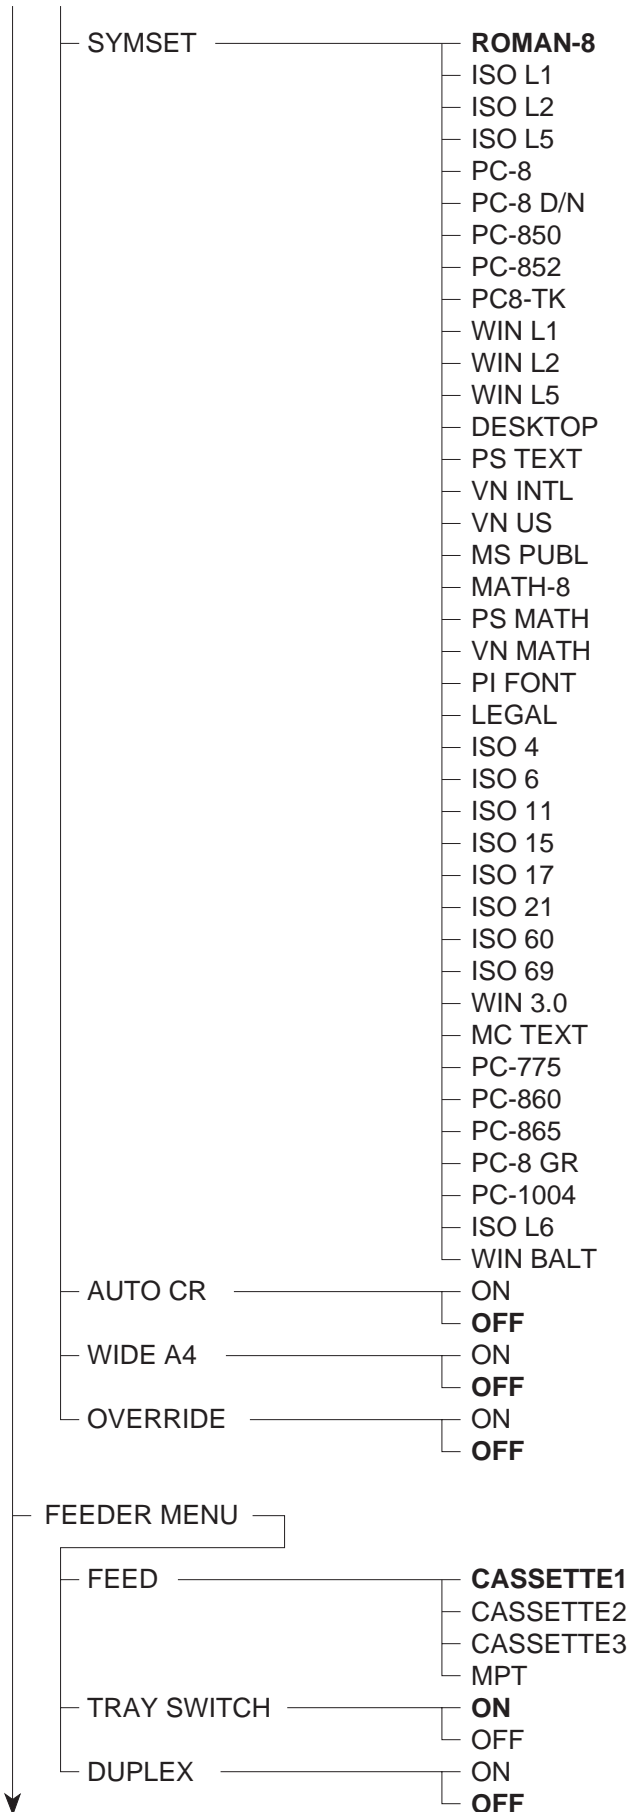 SYMSET ROMAN-8
ISO L1
ISO L2
ISO L5
PC-8
PC-8 D/N
PC-850
PC-852
PC8-TK
WIN L1
WIN L2
WIN L5
DESKTOP
PS TEXT
VN INTL
VN US
MS PUBL
MATH-8
PS MATH
VN MATH
PI FONT
LEGAL
ISO 4
ISO 6
ISO 11
ISO 15
ISO 17
ISO 21
ISO 60
ISO 69
WIN 3.0
MC TEXT
PC-775
PC-860
PC-865
PC-8 GR
PC-1004
ISO L6
WIN BALT
AUTO CR ON
OFF
WIDE A4 ON
OFF
OVERRIDE ON
OFF
FEEDER MENU
FEED CASSETTE1
CASSETTE2
CASSETTE3
MPT
TRAY SWITCH ON
OFF
DUPLEX ON
OFF